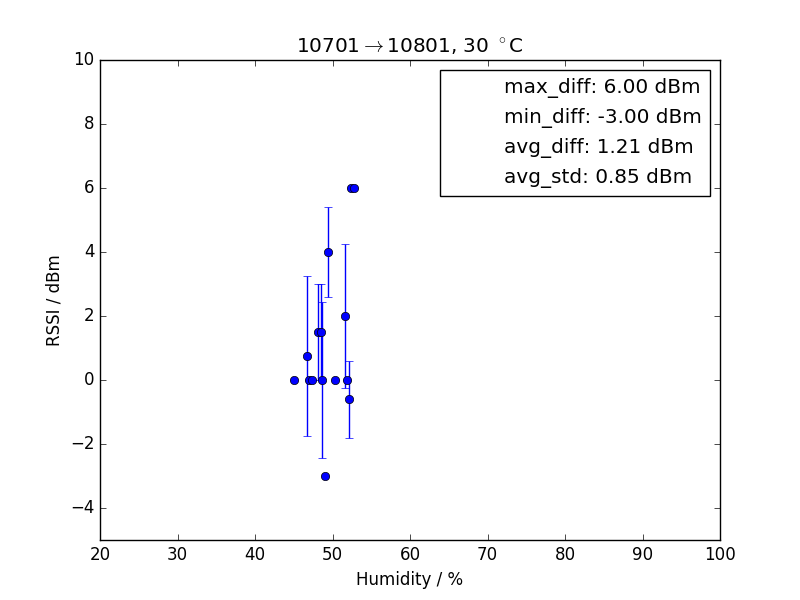 10701→10801, 30 °C
max_diff: 6.00 dBm
min_diff: -3.00 dBm
avg_diff: 1.21 dBm
avg_std: 0.85 dBm
10
8
6
4
2
0
−2
−4
RSSI / dBm
20 30 40 50 60 70 80 90 100
Humidity / %